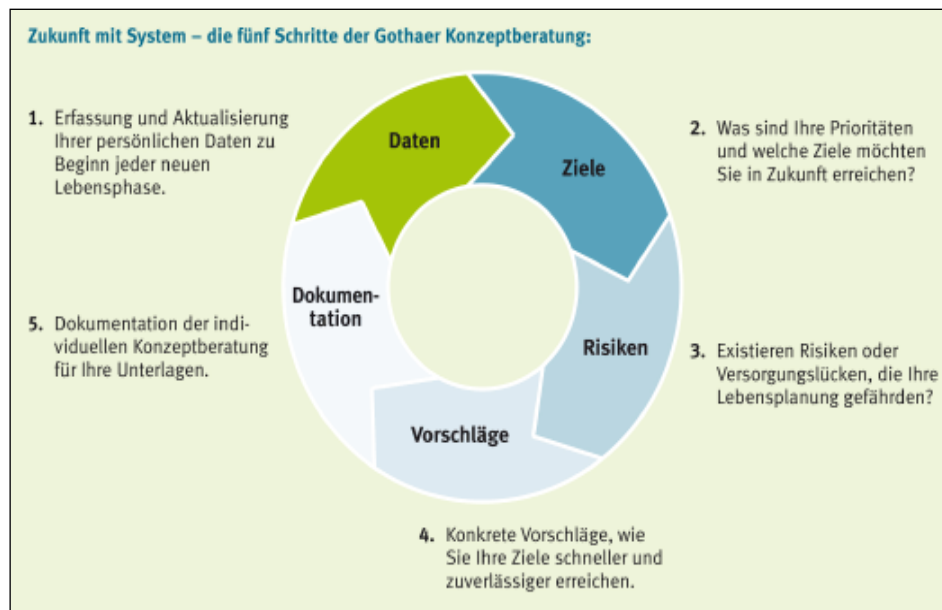 Zukunft mit System – die fünf Schritte der Gothaer Konzeptberatung:
1. Erfassung und Aktualisierung
Ihrer persönlichen Daten zu
Beginn jeder neuen
Lebensphase.
Daten
Ziele
2. Was sind Ihre Prioritäten
und welche Ziele möchten
Sie in Zukunft erreichen?
Dokumen-
tation
Risiken
5. Dokumentation der indi-
viduellen Konzeptberatung
für Ihre Unterlagen.
3. Existieren Risiken oder
Versorgungslücken, die Ihre
Lebensplanung gefährden?
Vorschläge
4. Konkrete Vorschläge, wie
Sie Ihre Ziele schneller und
zuverlässiger erreichen.